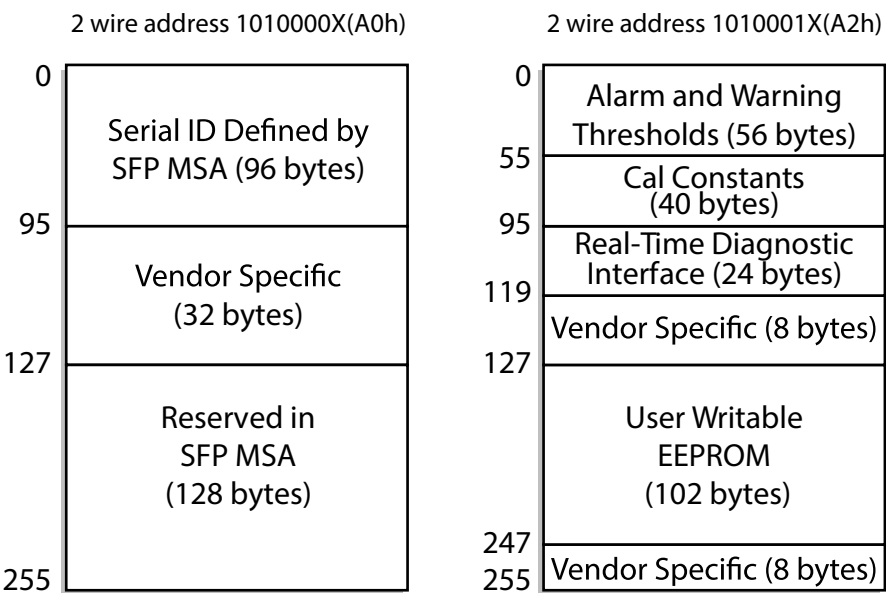 2 wire address 1010000X(A0h)
0
Serial ID Defined by
SFP MSA (96 bytes)
95
Vendor Specific
(32 bytes)
127
Reserved in
SFP MSA
(128 bytes)
255
2 wire address 1010001X(A2h)
0
Alarm and Warning
Thresholds (56 bytes)
55
Cal Constants
(40 bytes)
95
Real-Time Diagnostic
Interface (24 bytes)
119
Vendor Specific (8 bytes)
127
User Writable
EEPROM
(102 bytes)
247
Vendor Specific (8 bytes)
255